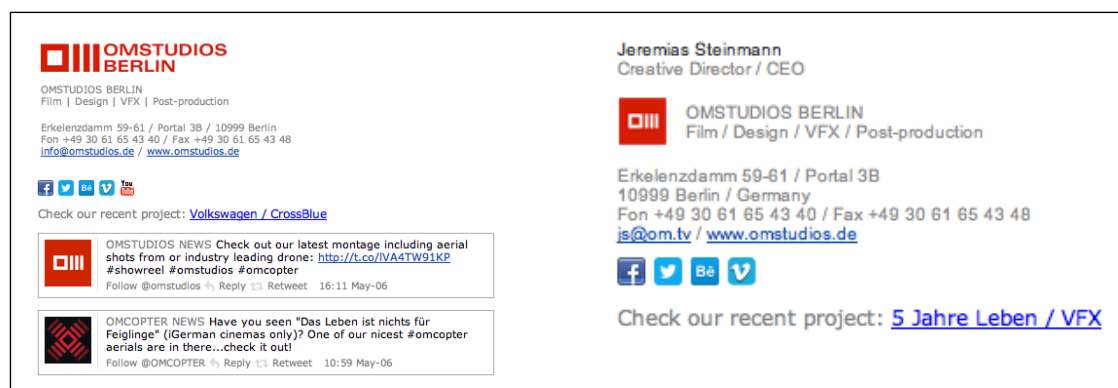 OMSTUDIOS
BERLIN
OMSTUDIOS BERLIN
Film | Design | VFX | Post-production
Erkelenzdamm 59-61 / Portal 3B / 10999 Berlin
Fon +49 30 61 65 43 40 / Fax +49 30 61 65 43 48
info@omstudios.de / www.omstudios.de
f Bē v You Tube
Check our recent project: Volkswagen / CrossBlue
OMSTUDIOS NEWS Check out our latest montage including aerial
shots from or industry leading drone: http://t.co/lVA4TW91KP
#showreel #omstudios #omcopter
Follow @omstudios Reply Retweet 16:11 May-06
OMCOPTER NEWS Have you seen "Das Leben ist nichts für
Feiglinge" (iGerman cinemas only)? One of our nicest #omcopter
aerials are in there...check it out!
Follow @OMCOPTER Reply Retweet 10:59 May-06
Jeremias Steinmann
Creative Director / CEO
OMSTUDIOS BERLIN
Film / Design / VFX / Post-production
Erkelenzdamm 59-61 / Portal 3B
10999 Berlin / Germany
Fon +49 30 61 65 43 40 / Fax +49 30 61 65 43 48
js@om.tv / www.omstudios.de
f Bē v
Check our recent project: 5 Jahre Leben / VFX